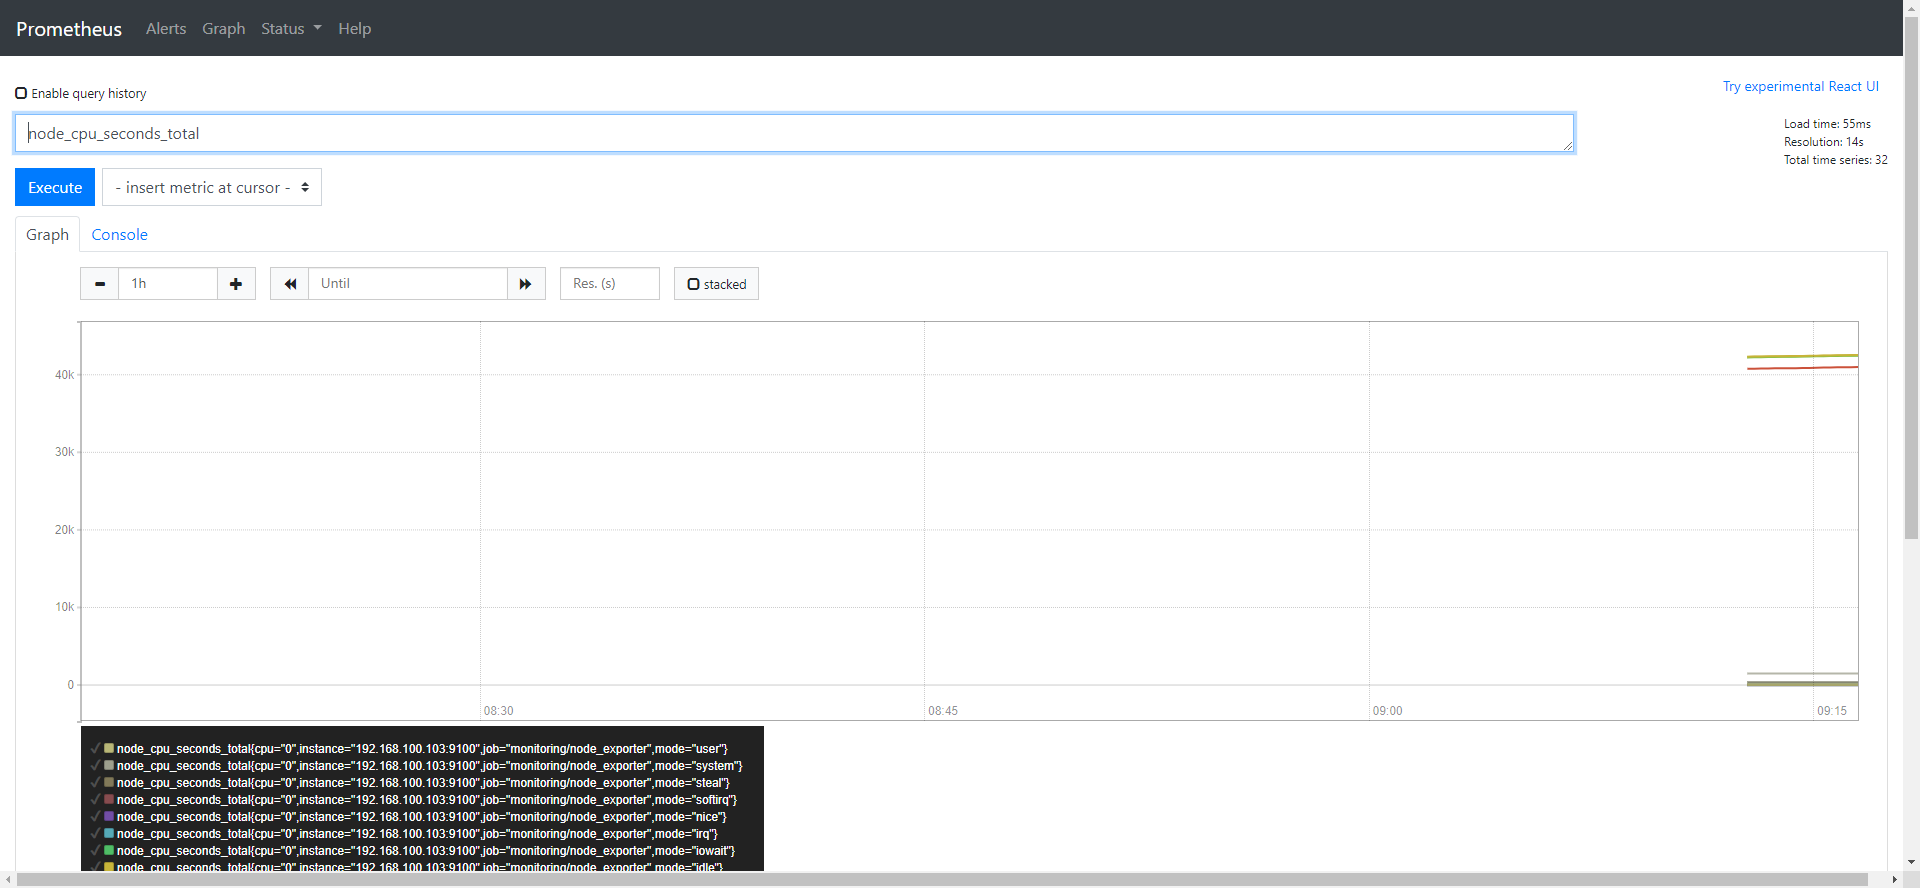 Prometheus Alerts Graph Status Help
Enable query history
Try experimental React UI
node_cpu_seconds_total
Load time: 55ms
Resolution: 14s
Total time series: 32
Execute - insert metric at cursor -
Graph Console
1h Until Res. (s) stacked
40k
30k
20k
10k
0
08:30 08:45 09:00 09:15
node_cpu_seconds_total{cpu="0",instance="192.168.100.103:9100",job="monitoring/node_exporter",mode="user"}
node_cpu_seconds_total{cpu="0",instance="192.168.100.103:9100",job="monitoring/node_exporter",mode="system"}
node_cpu_seconds_total{cpu="0",instance="192.168.100.103:9100",job="monitoring/node_exporter",mode="steal"}
node_cpu_seconds_total{cpu="0",instance="192.168.100.103:9100",job="monitoring/node_exporter",mode="softirq"}
node_cpu_seconds_total{cpu="0",instance="192.168.100.103:9100",job="monitoring/node_exporter",mode="nice"}
node_cpu_seconds_total{cpu="0",instance="192.168.100.103:9100",job="monitoring/node_exporter",mode="irq"}
node_cpu_seconds_total{cpu="0",instance="192.168.100.103:9100",job="monitoring/node_exporter",mode="iowait"}
node_cpu_seconds_total{cpu="0",instance="192.168.100.103:9100",job="monitoring/node_exporter",mode="idle"}